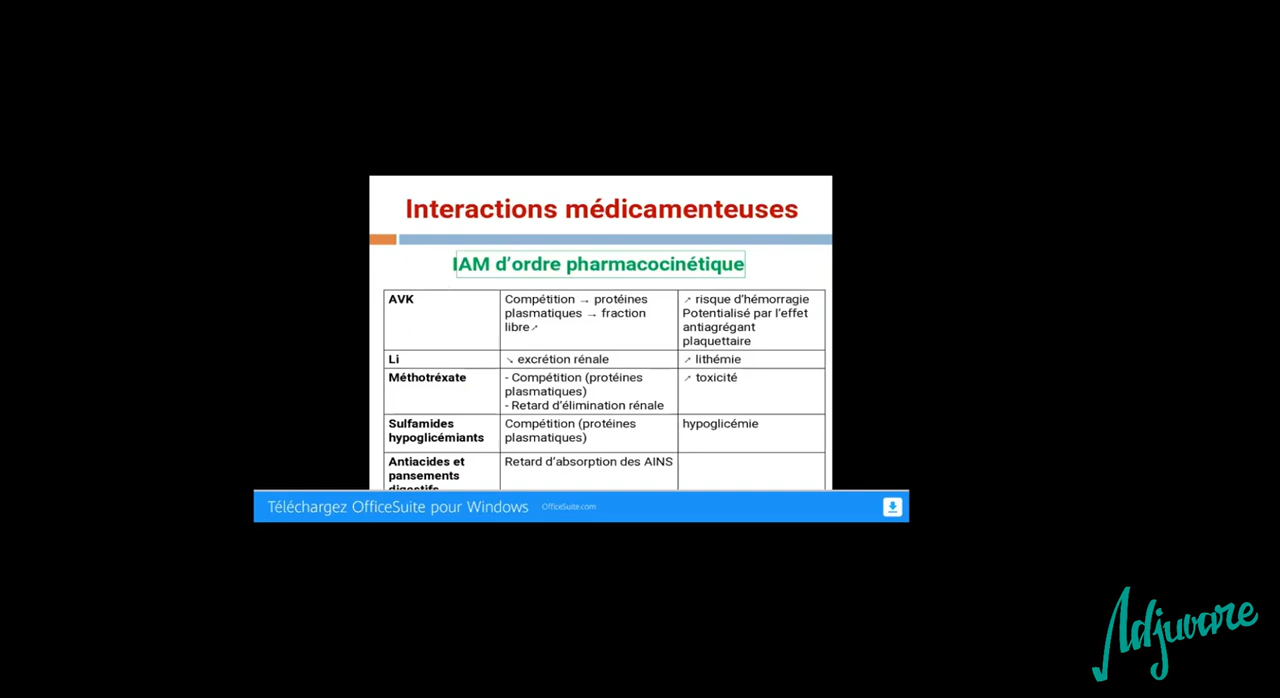 Interactions médicamenteuses
IAM d'ordre pharmacocinétique
AVK
Compétition → protéines
plasmatiques → fraction
libre↗
↗ risque d'hémorragie
Potentialisé par l'effet
antiagrégant
plaquettaire
Li
↘ excrétion rénale
↗ lithémie
Méthotréxate
- Compétition (protéines
plasmatiques)
- Retard d'élimination rénale
↗ toxicité
Sulfamides
hypoglicémiants
Compétition (protéines
plasmatiques)
hypoglicémie
Antiacides et
pansements
digestifs
Retard d'absorption des AINS
Téléchargez OfficeSuite pour Windows
OfficeSuite.com
Adjuvare